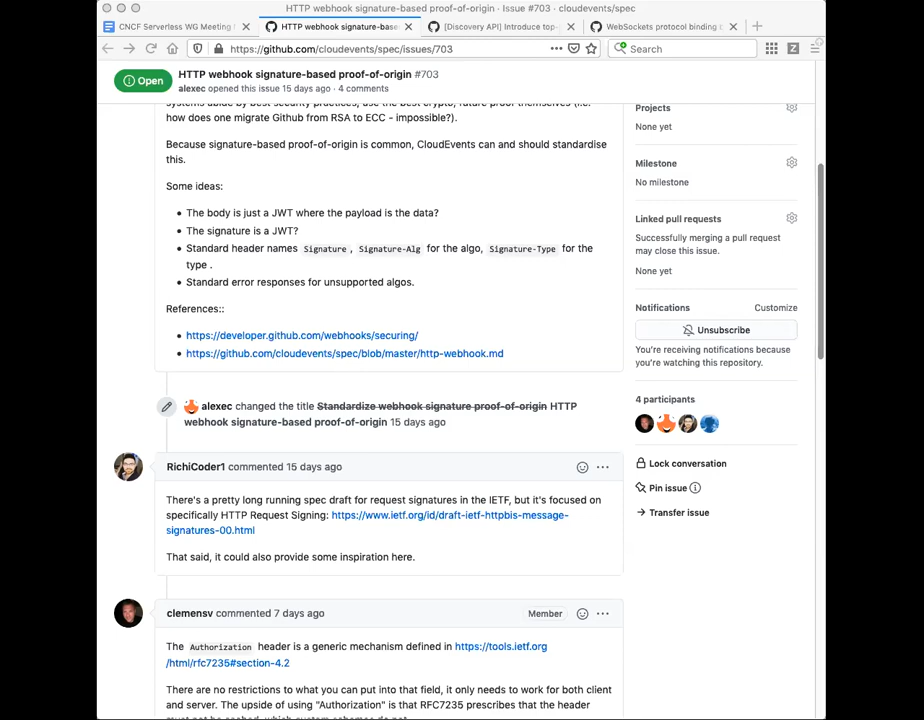 HTTP webhook signature-based proof-of-origin · Issue #703 · cloudevents/spec
CNCF Serverless WG Meeting
HTTP webhook signature-bas
[Discovery API] Introduce top-
WebSockets protocol binding
https://github.com/cloudevents/spec/issues/703
Search
Open
HTTP webhook signature-based proof-of-origin #703
alexec opened this issue 15 days ago · 4 comments
systems abide by best security practices, use the best crypto, future proof themselves (i.e.
how does one migrate Github from RSA to ECC - impossible?).
Because signature-based proof-of-origin is common, CloudEvents can and should standardise
this.
Some ideas:
• The body is just a JWT where the payload is the data?
• The signature is a JWT?
• Standard header names Signature, Signature-Alg for the algo, Signature-Type for the
type .
• Standard error responses for unsupported algos.
References::
• https://developer.github.com/webhooks/securing/
• https://github.com/cloudevents/spec/blob/master/http-webhook.md
alexec changed the title Standardize webhook signature proof-of-origin HTTP
webhook signature-based proof-of-origin 15 days ago
RichiCoder1 commented 15 days ago
There's a pretty long running spec draft for request signatures in the IETF, but it's focused on
specifically HTTP Request Signing: https://www.ietf.org/id/draft-ietf-httpbis-message-
signatures-00.html
That said, it could also provide some inspiration here.
clemensv commented 7 days ago
Member
The Authorization header is a generic mechanism defined in https://tools.ietf.org
/html/rfc7235#section-4.2
There are no restrictions to what you can put into that field, it only needs to work for both client
and server. The upside of using "Authorization" is that RFC7235 prescribes that the header
must not be cached, which custom schemes do not
Projects
None yet
Milestone
No milestone
Linked pull requests
Successfully merging a pull request
may close this issue.
None yet
Notifications
Customize
Unsubscribe
You're receiving notifications because
you're watching this repository.
4 participants
Lock conversation
Pin issue
Transfer issue